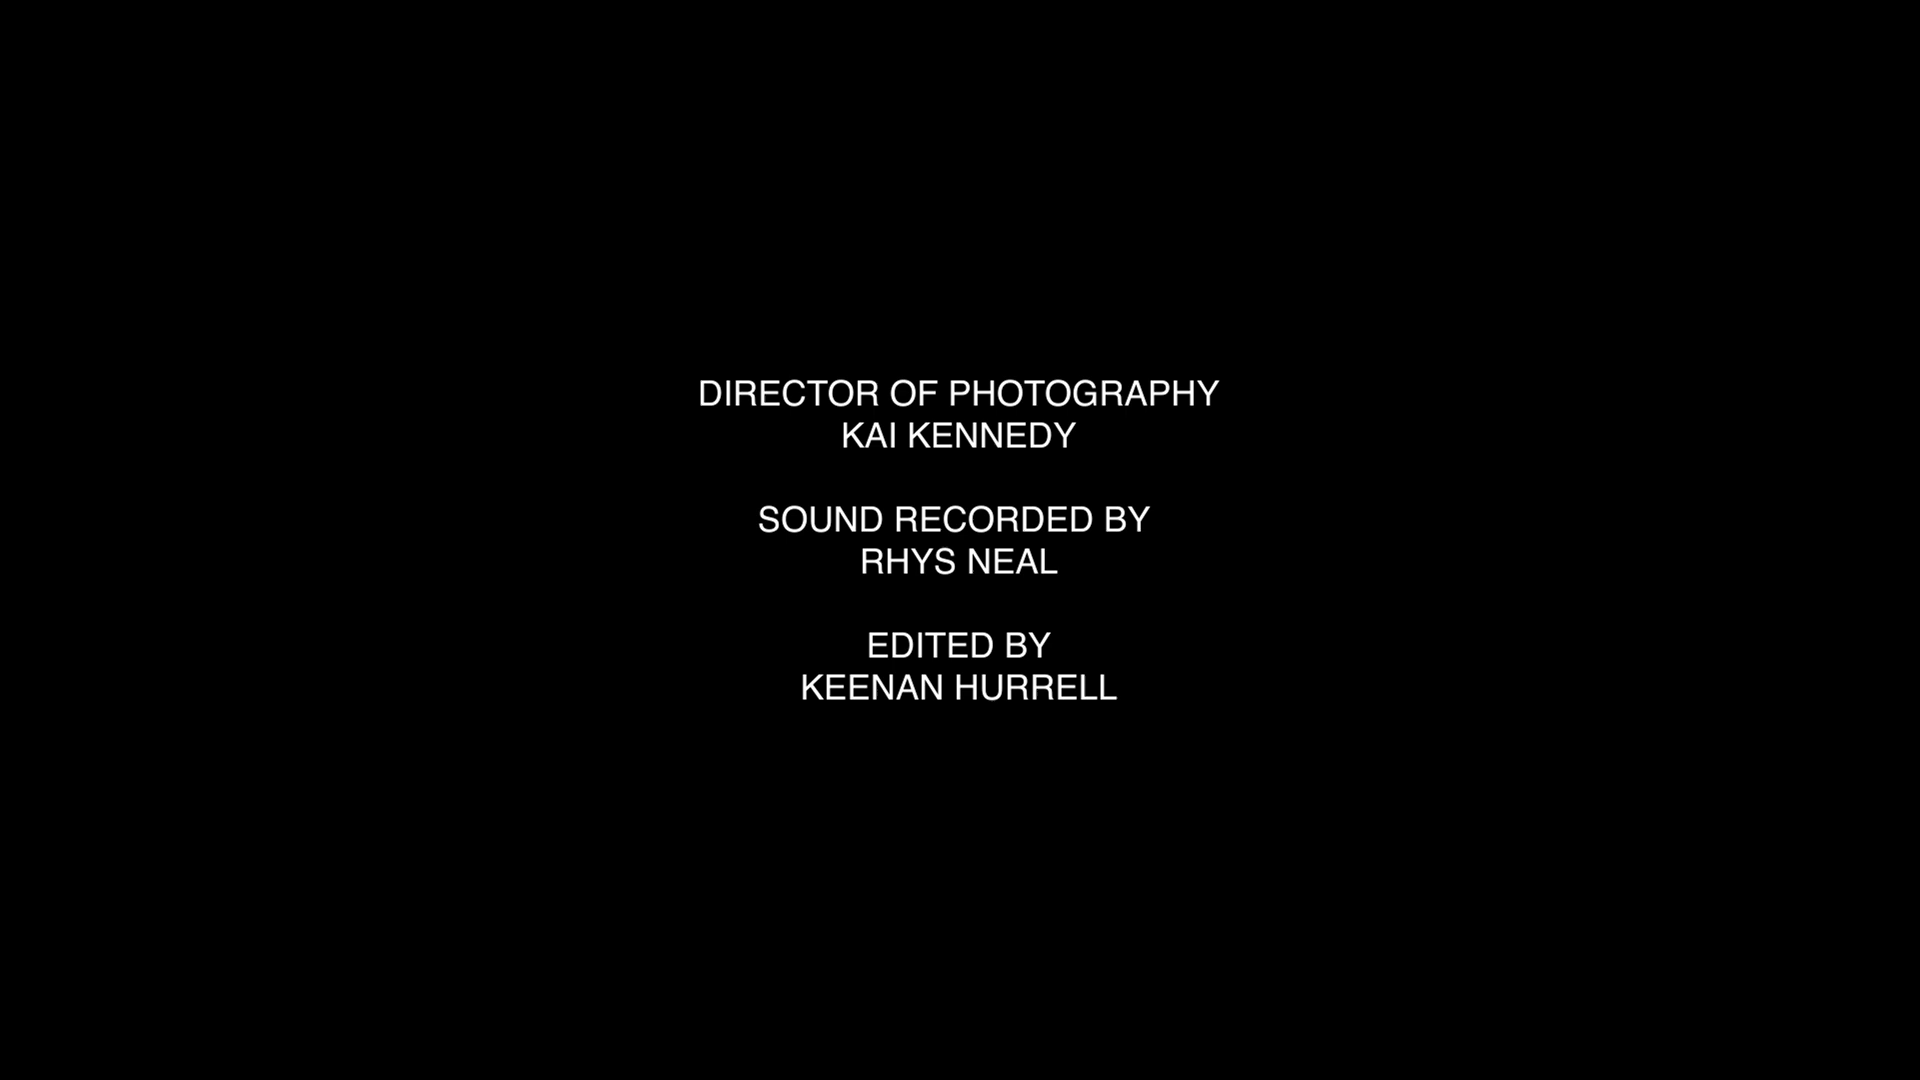 DIRECTOR OF PHOTOGRAPHY
KAI KENNEDY
SOUND RECORDED BY
RHYS NEAL
EDITED BY
KEENAN HURRELL